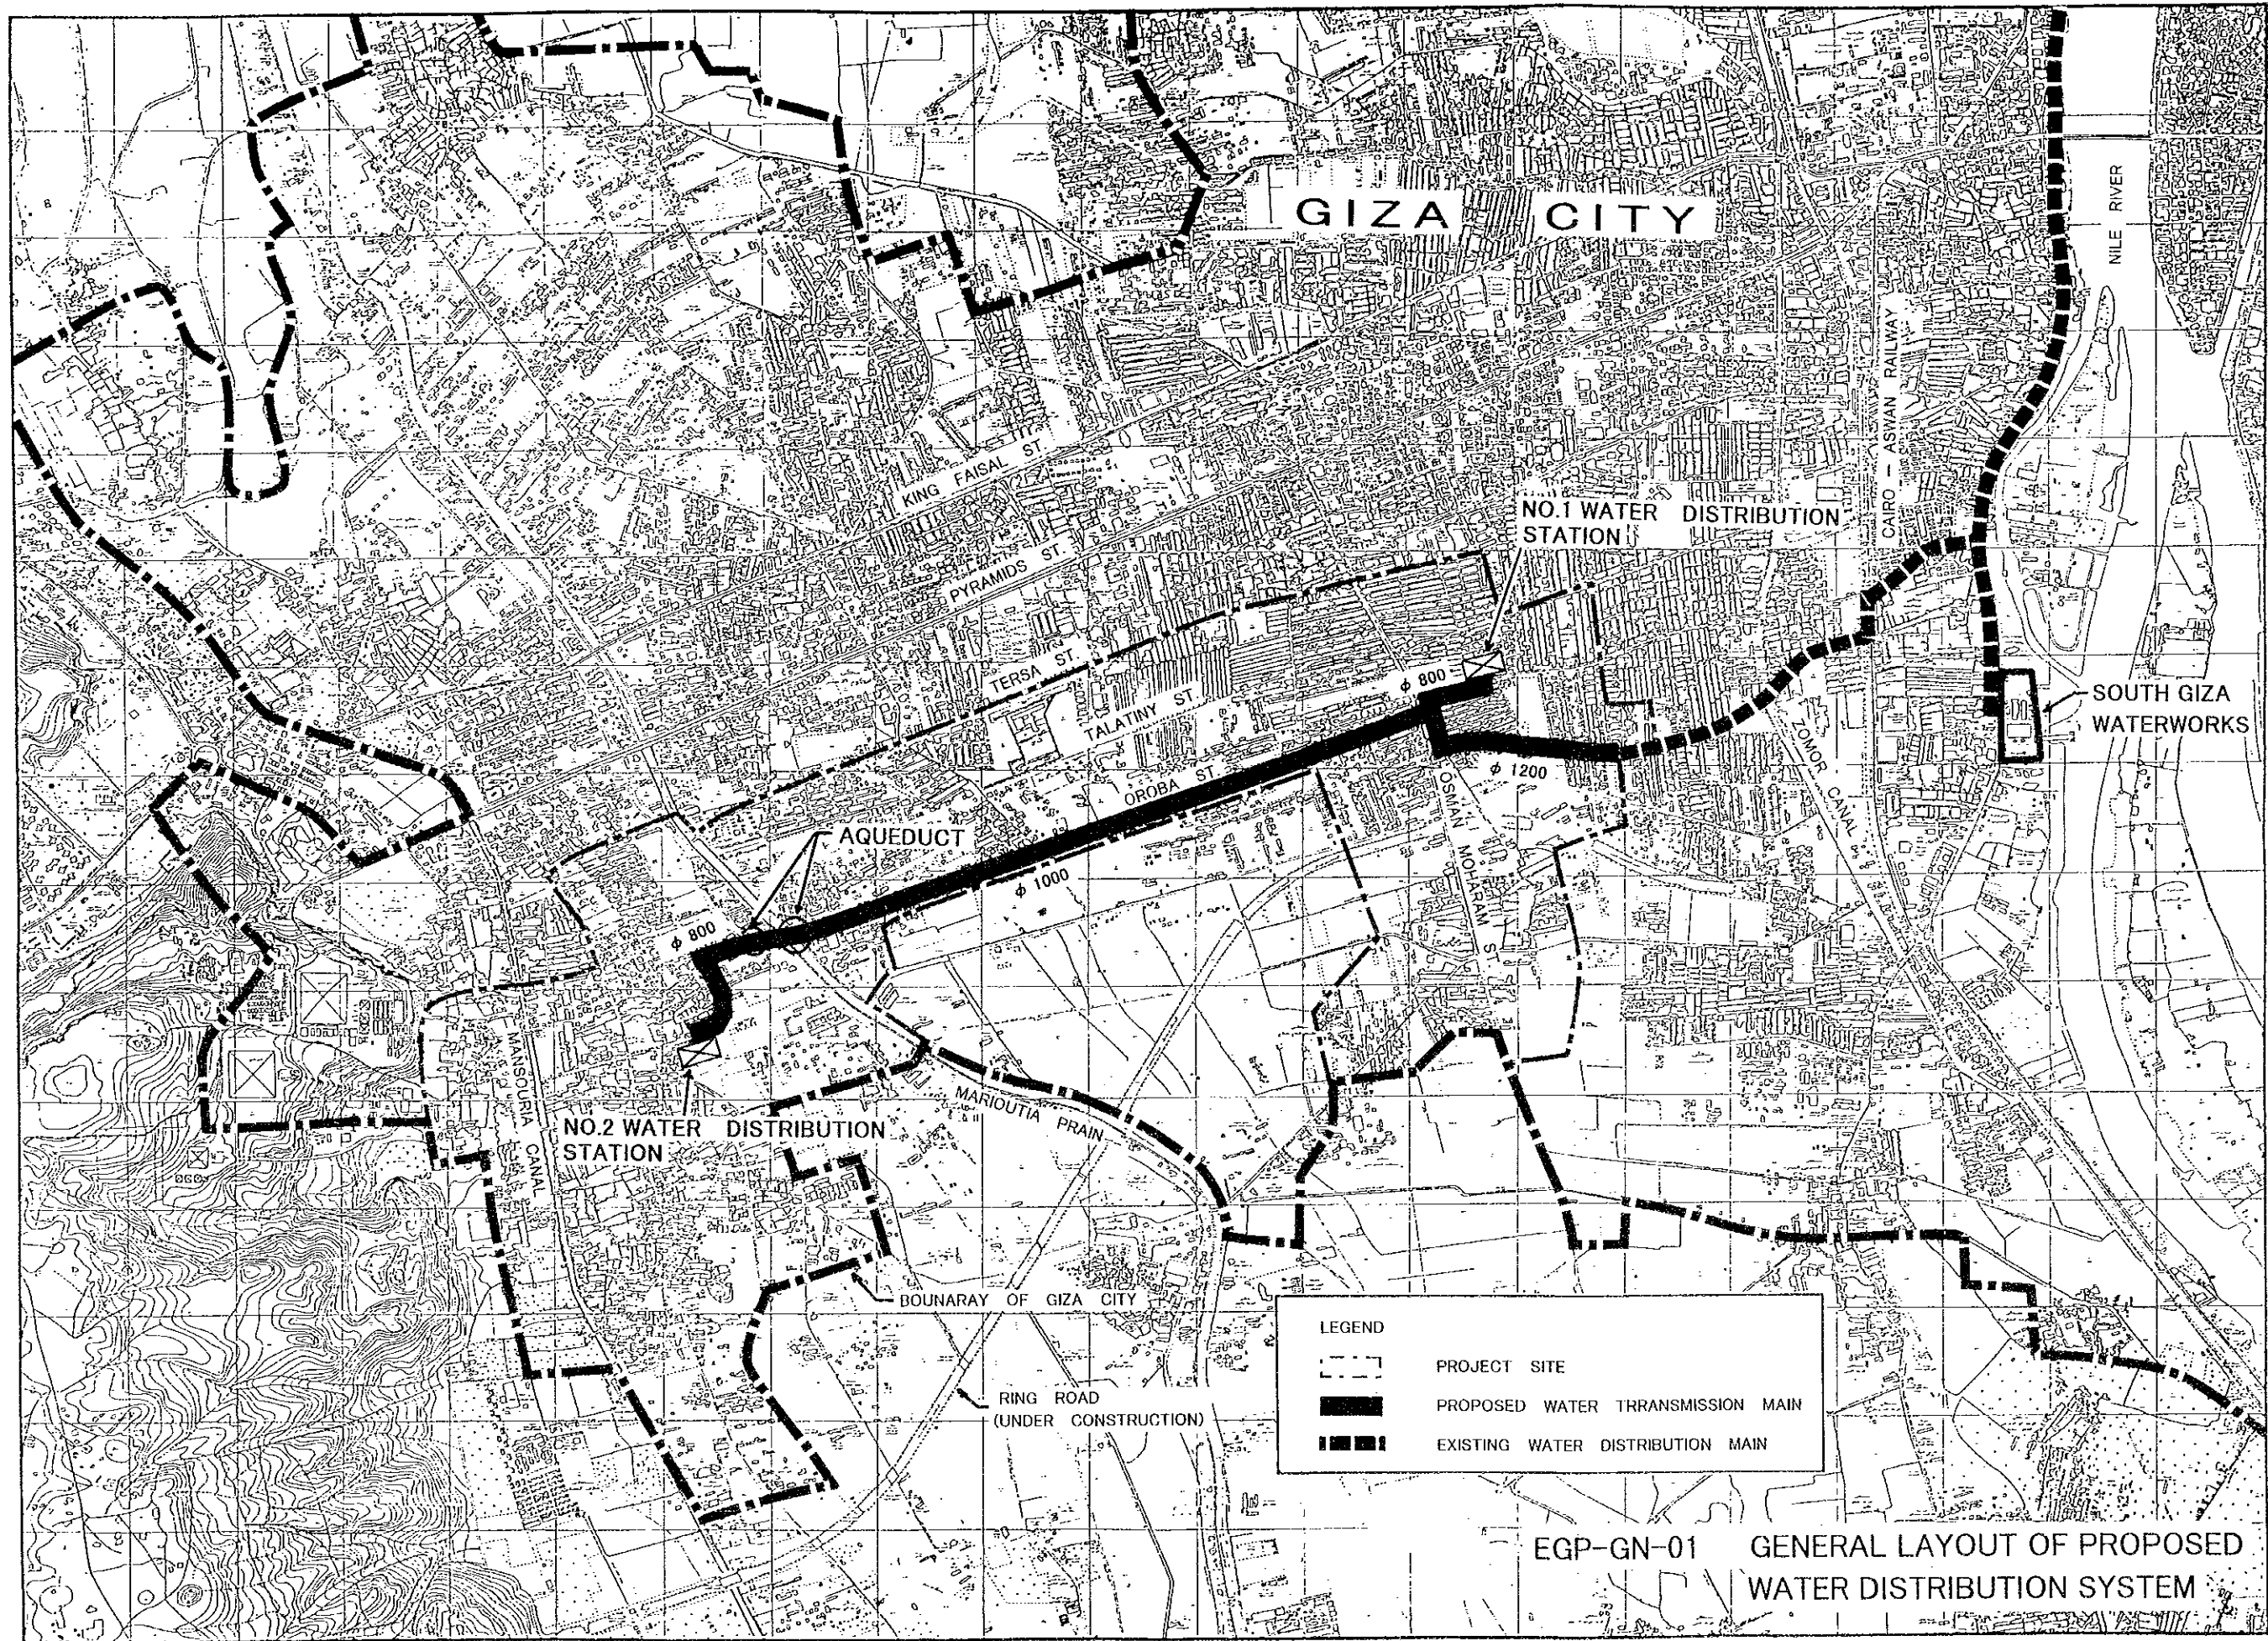 GIZA CITY
NILE RIVER
CAIRO - ASWAN RAILWAY
KING FAISAL ST
PYRAMIDS ST.
NO.1 WATER DISTRIBUTION
STATION
TERSA ST.
TALATINY ST
φ 800
SOUTH GIZA
WATERWORKS
ZOMOR CANAL
OROBA ST.
φ 1200
OSMAN MOHARAM ST
AQUEDUCT
φ 1000
φ 800
MANSOURIA CANAL
NO.2 WATER DISTRIBUTION
STATION
MARIOUTIA PRAIN
BOUNARAY OF GIZA CITY
RING ROAD
(UNDER CONSTRUCTION)
LEGEND
PROJECT SITE
PROPOSED WATER TRRANSMISSION MAIN
EXISTING WATER DISTRIBUTION MAIN
EGP-GN-01 GENERAL LAYOUT OF PROPOSED
WATER DISTRIBUTION SYSTEM